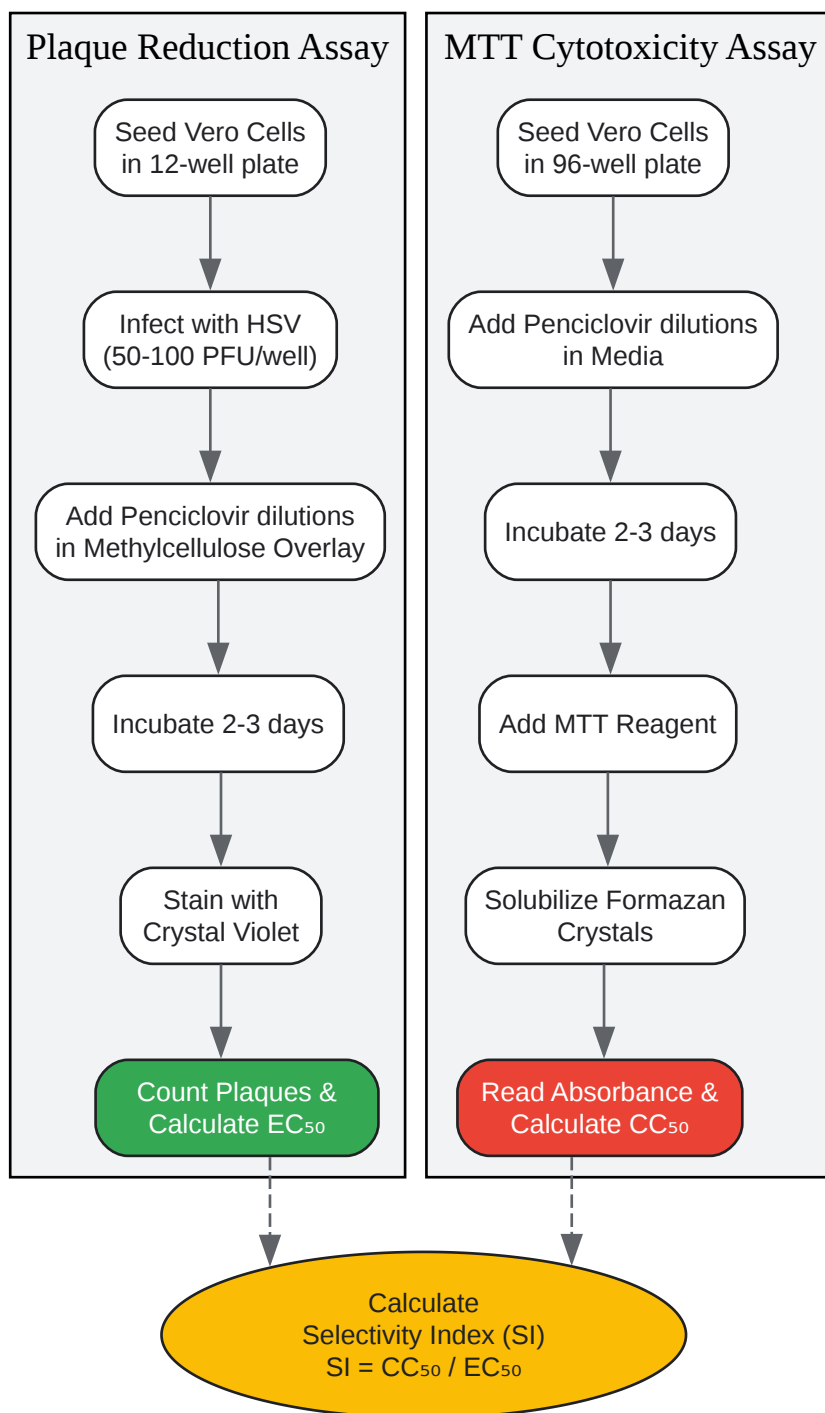 Plaque Reduction Assay
Seed Vero Cells
in 12-well plate
Infect with HSV
(50-100 PFU/well)
Add Penciclovir dilutions
in Methylcellulose Overlay
Incubate 2-3 days
Stain with
Crystal Violet
Count Plaques &
Calculate EC₅₀
MTT Cytotoxicity Assay
Seed Vero Cells
in 96-well plate
Add Penciclovir dilutions
in Media
Incubate 2-3 days
Add MTT Reagent
Solubilize Formazan
Crystals
Read Absorbance &
Calculate CC₅₀
Calculate
Selectivity Index (SI)
SI = CC₅₀ / EC₅₀